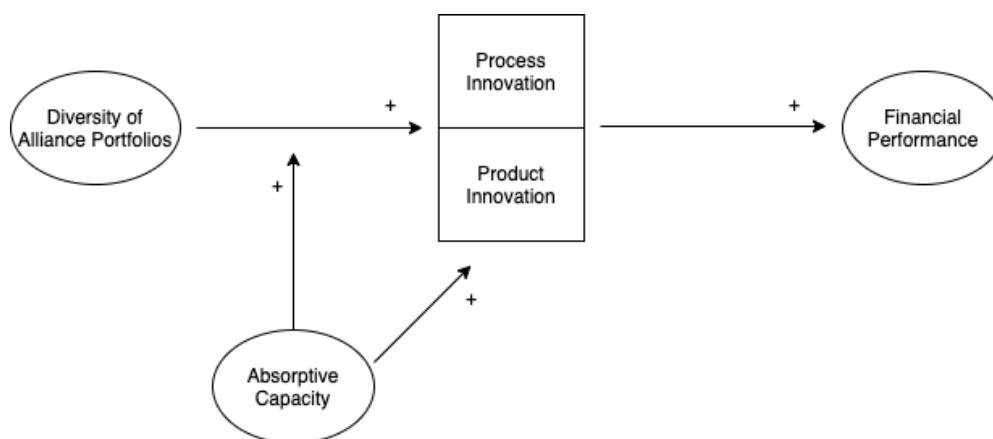 Process
Innovation
+
+
Diversity of
Alliance Portfolios
Financial
Performance
Product
Innovation
+
+
Absorptive
Capacity